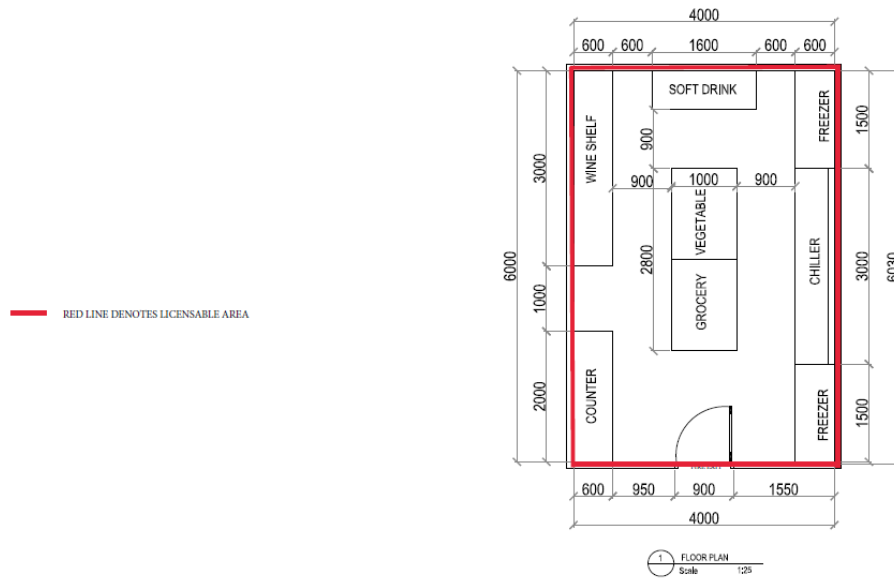 4000
600 600 1600 600 600
SOFT DRINK
FREEZER
1500
WINE SHELF
3000
900
900 1000 900
VEGETABLE
6000
2800
CHILLER
3000
6030
1000
GROCERY
RED LINE DENOTES LICENSABLE AREA
2000
COUNTER
FREEZER
1500
600 950 900 1550
4000
1 FLOOR PLAN
Scale 1:25